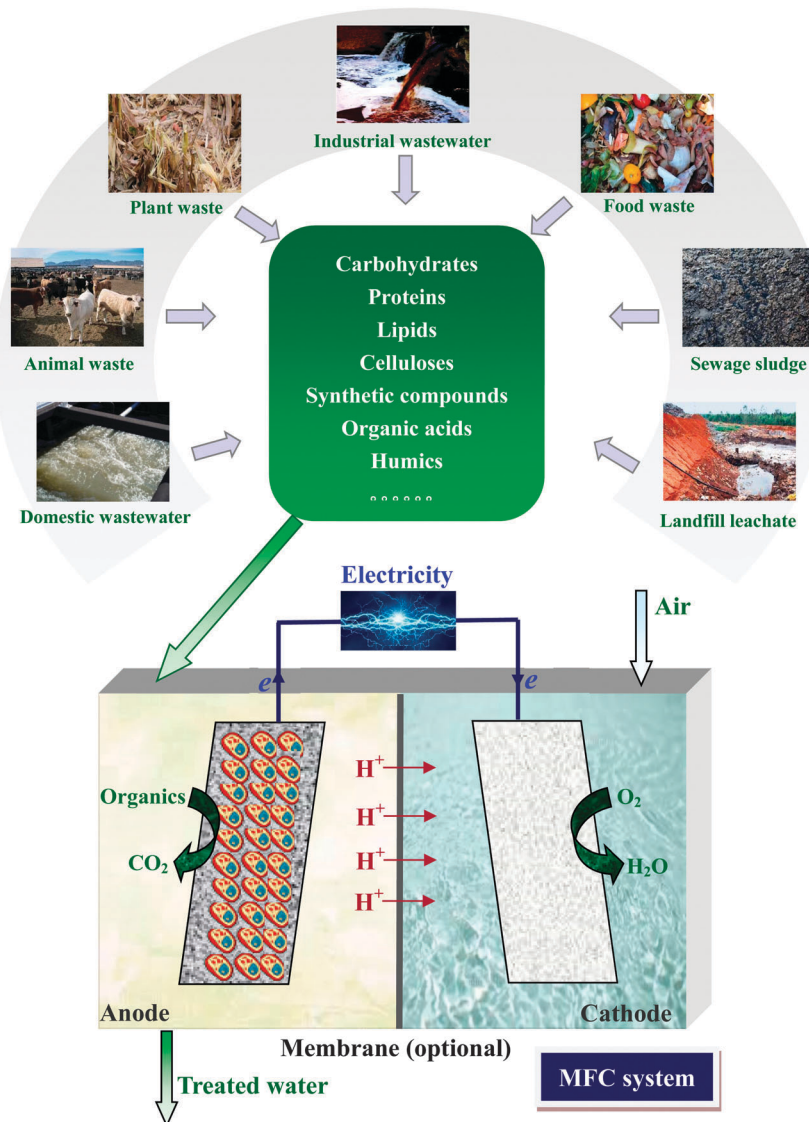 Industrial wastewater
Plant waste
Food waste
Animal waste
Sewage sludge
Domestic wastewater
Landfill leachate
Carbohydrates
Proteins
Lipids
Celluloses
Synthetic compounds
Organic acids
Humics
。。。。。。
Electricity
Air
e
e
H⁺
H⁺
H⁺
H⁺
Organics
CO₂
O₂
H₂O
Anode
Cathode
Membrane (optional)
Treated water
MFC system